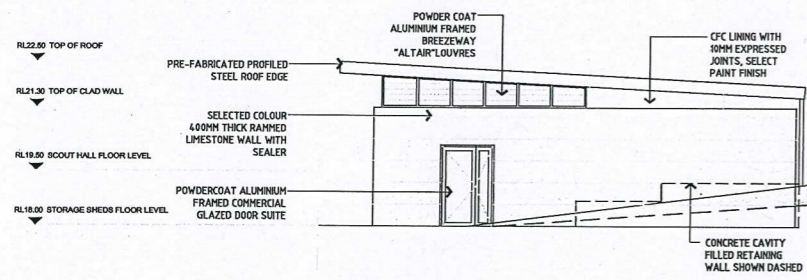 RL22.50 TOP OF ROOF
RL21.30 TOP OF CLAD WALL
RL19.50 SCOUT HALL FLOOR LEVEL
RL18.00 STORAGE SHEDS FLOOR LEVEL
PRE-FABRICATED PROFILED
STEEL ROOF EDGE
SELECTED COLOUR
400MM THICK RAMMED
LIMESTONE WALL WITH
SEALER
POWDERCOAT ALUMINIUM
FRAMED COMMERCIAL
GLAZED DOOR SUITE
POWDER COAT
ALUMINIUM FRAMED
BREEZEWAY
"ALTAIR"LOUVRES
CFC LINING WITH
10MM EXPRESSED
JOINTS, SELECT
PAINT FINISH
CONCRETE CAVITY
FILLED RETAINING
WALL SHOWN DASHED